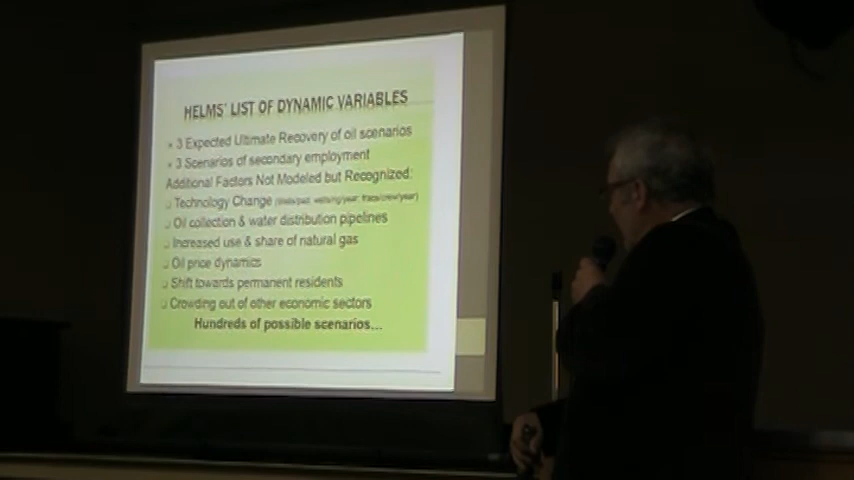 HELMS' LIST OF DYNAMIC VARIABLES
3 Expected Ultimate Recovery of oil scenarios
3 Scenarios of secondary employment
Additional Factors Not Modeled but Recognized:
Technology Change
Oil collection & water distribution pipelines
Increased use & share of natural gas
Oil price dynamics
Shift towards permanent residents
Crowding out of other economic sectors
Hundreds of possible scenarios...